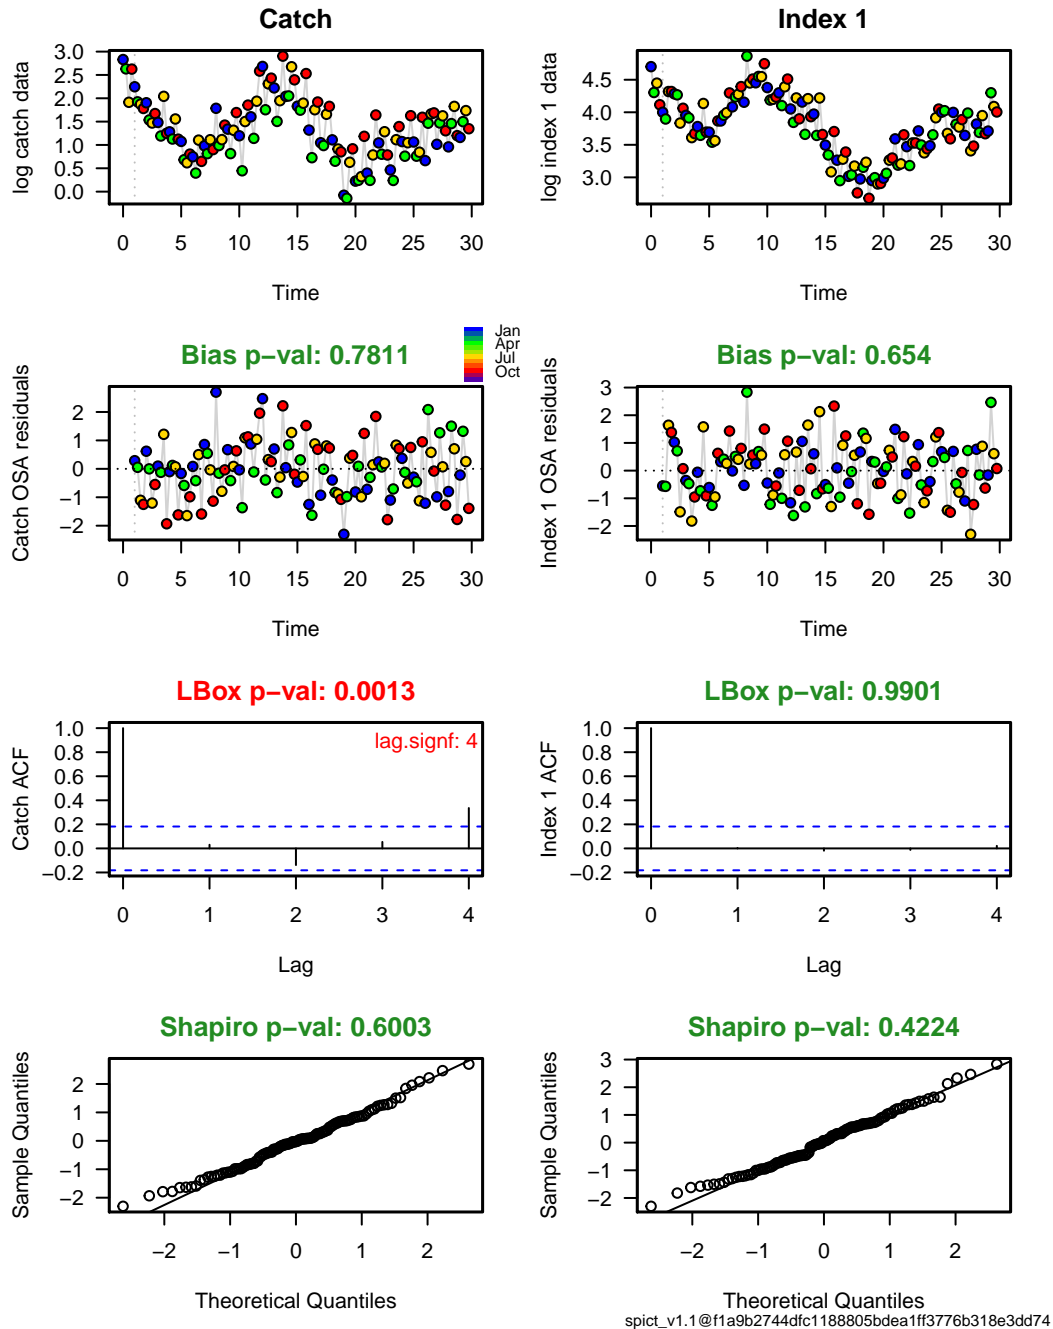 Catch
Index 1
log catch data
3.0
2.5
2.0
1.5
1.0
0.5
0.0
0 5 10 15 20 25 30
Time
log index 1 data
4.5
4.0
3.5
3.0
0 5 10 15 20 25 30
Time
Bias p−val: 0.7811
Jan
Apr
Jul
Oct
Bias p−val: 0.654
Catch OSA residuals
2
1
0
−1
−2
0 5 10 15 20 25 30
Time
Index 1 OSA residuals
3
2
1
0
−1
−2
0 5 10 15 20 25 30
Time
LBox p−val: 0.0013
LBox p−val: 0.9901
Catch ACF
1.0
0.8
0.6
0.4
0.2
0.0
−0.2
lag.signf: 4
0 1 2 3 4
Lag
Index 1 ACF
1.0
0.8
0.6
0.4
0.2
0.0
−0.2
0 1 2 3 4
Lag
Shapiro p−val: 0.6003
Shapiro p−val: 0.4224
Sample Quantiles
2
1
0
−1
−2
−2 −1 0 1 2
Theoretical Quantiles
Sample Quantiles
3
2
1
0
−1
−2
−2 −1 0 1 2
Theoretical Quantiles
spict_v1.1@f1a9b2744dfc1188805bdea1ff3776b318e3dd74